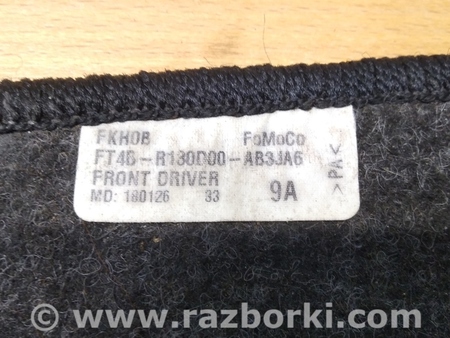 FKH0B FoMoCo
FT4B-R130D00-AB3JA6
FRONT DRIVER
MD: 180126 33 9A
>PA<
© www.razborki.com